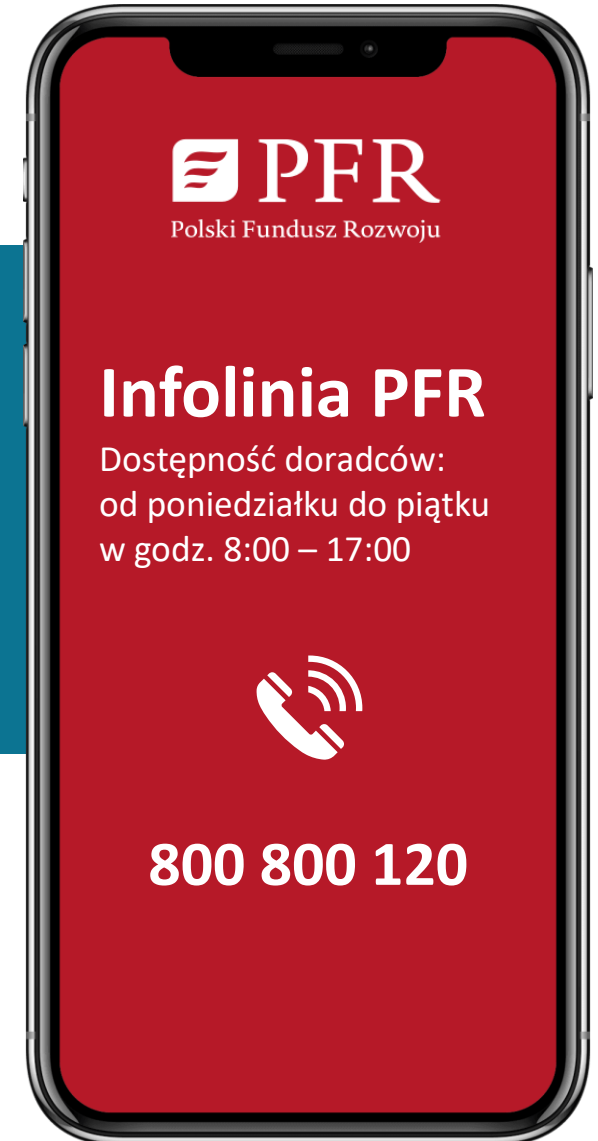 PFR
Polski Fundusz Rozwoju
Infolinia PFR
Dostępność doradców:
od poniedziałku do piątku
w godz. 8:00 – 17:00
800 800 120